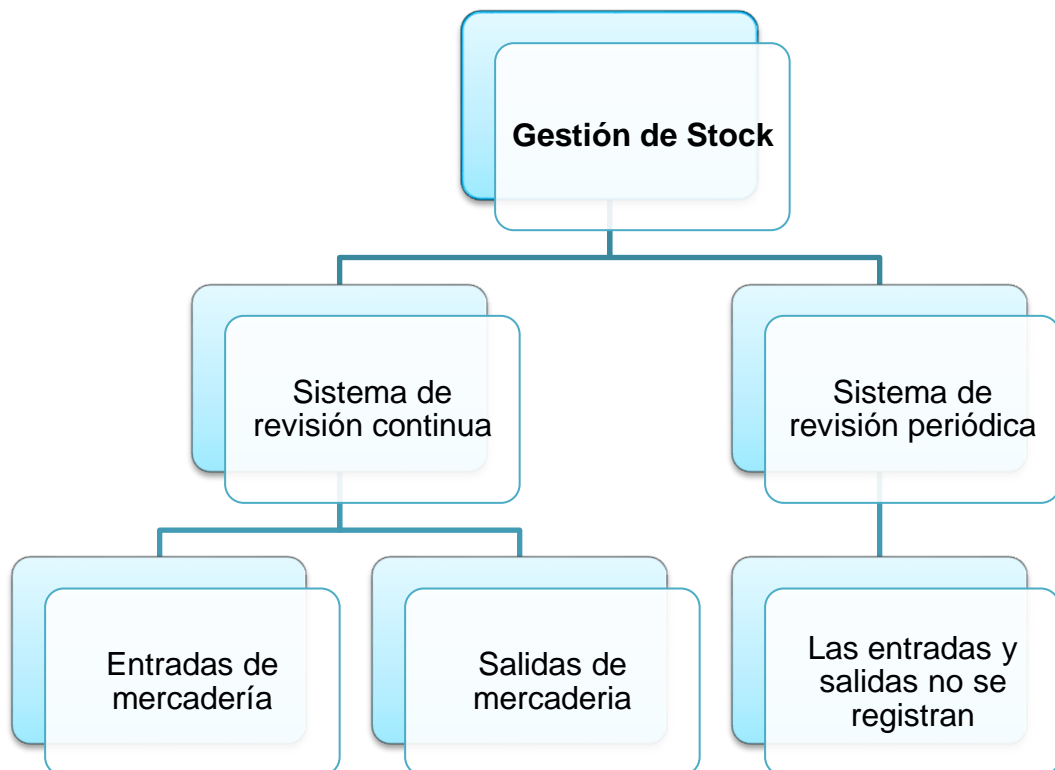 Gestión de Stock
Sistema de
revisión continua
Sistema de
revisión periódica
Entradas de
mercadería
Salidas de
mercaderia
Las entradas y
salidas no se
registran